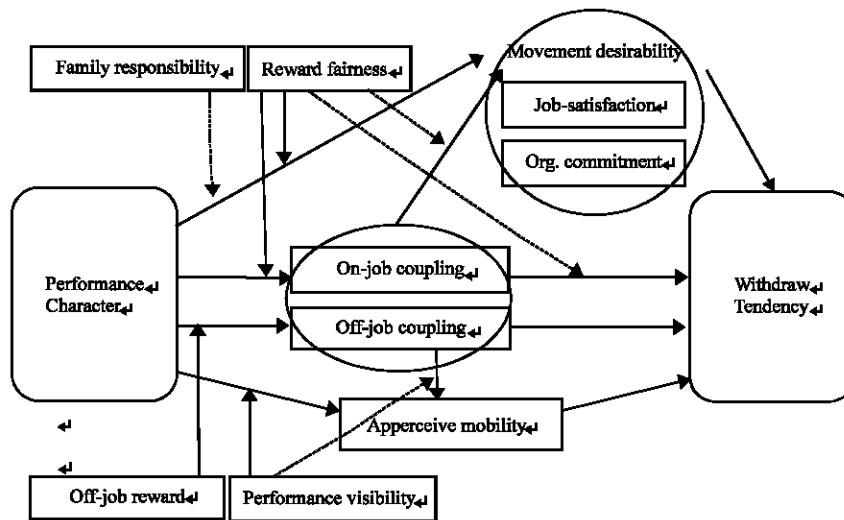 Movement desirability
Family responsibility↵
Reward fairness↵
Job-satisfaction↵
Org. commitment↵
Performance↵
Character↵
On-job coupling↵
Off-job coupling↵
Withdraw↵
Tendency↵
Apperceive mobility↵
↵
↵
Off-job reward↵
Performance visibility↵